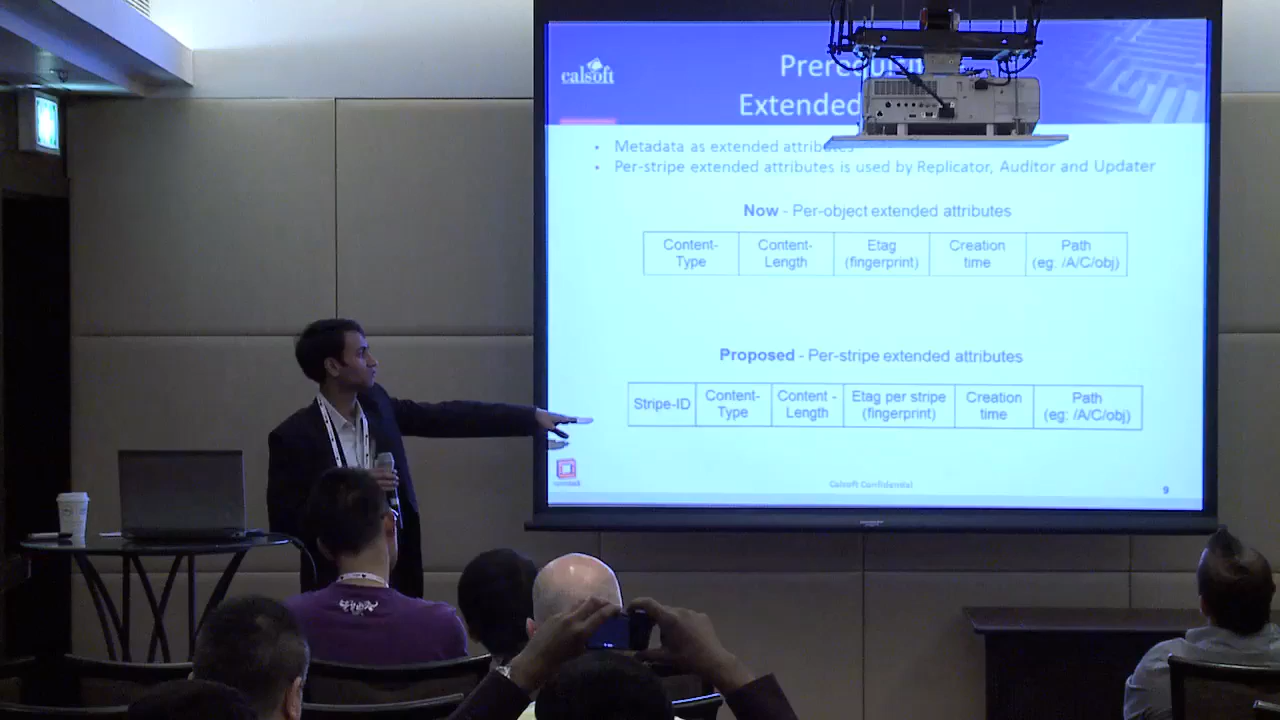 calsoft
Extended
Metadata as extended attributes
Per-stripe extended attributes is used by Replicator, Auditor and Updater
Now - Per-object extended attributes
Content-Type
Content-Length
Etag (fingerprint)
Creation time
Path (eg. /A/C/obj)
Proposed - Per-stripe extended attributes
Stripe-ID
Content-Type
Content - Length
Etag per stripe (fingerprint)
Creation time
Path (eg: /A/C/obj)
Calsoft Confidential
9